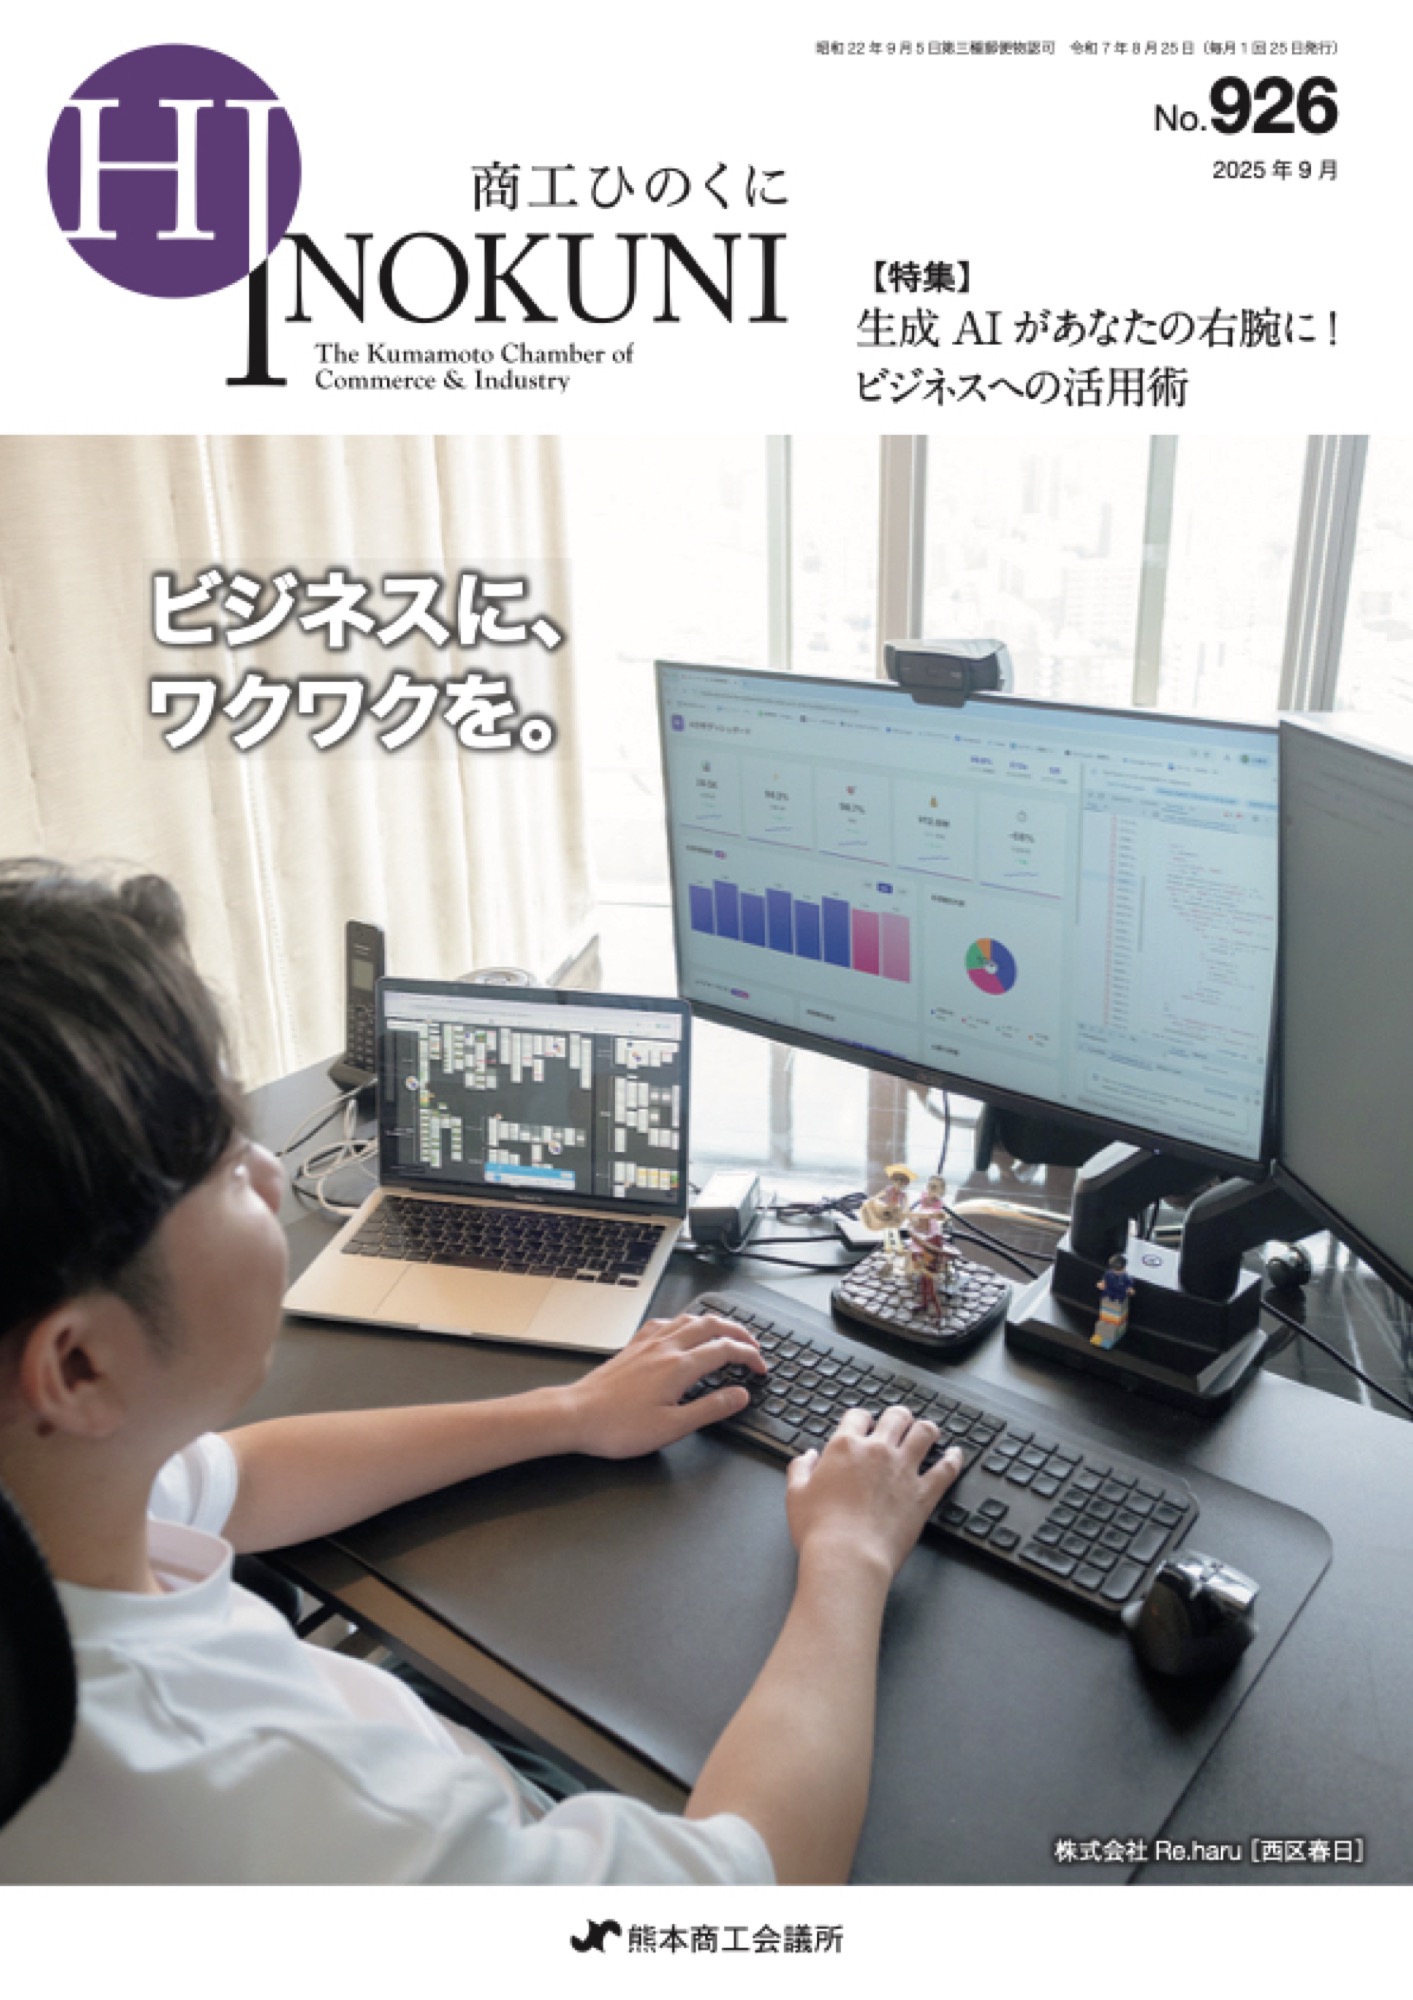 昭和22年9月5日第三種郵便物認可 令和7年8月25日（毎月1回25日発行）
No.926
2025年9月
商工ひのくに
HINOKUNI
The Kumamoto Chamber of
Commerce & Industry
【特集】
生成AIがあなたの右腕に！
ビジネスへの活用術
ビジネスに、
ワクワクを。
株式会社 Re.haru［西区春日］
熊本商工会議所